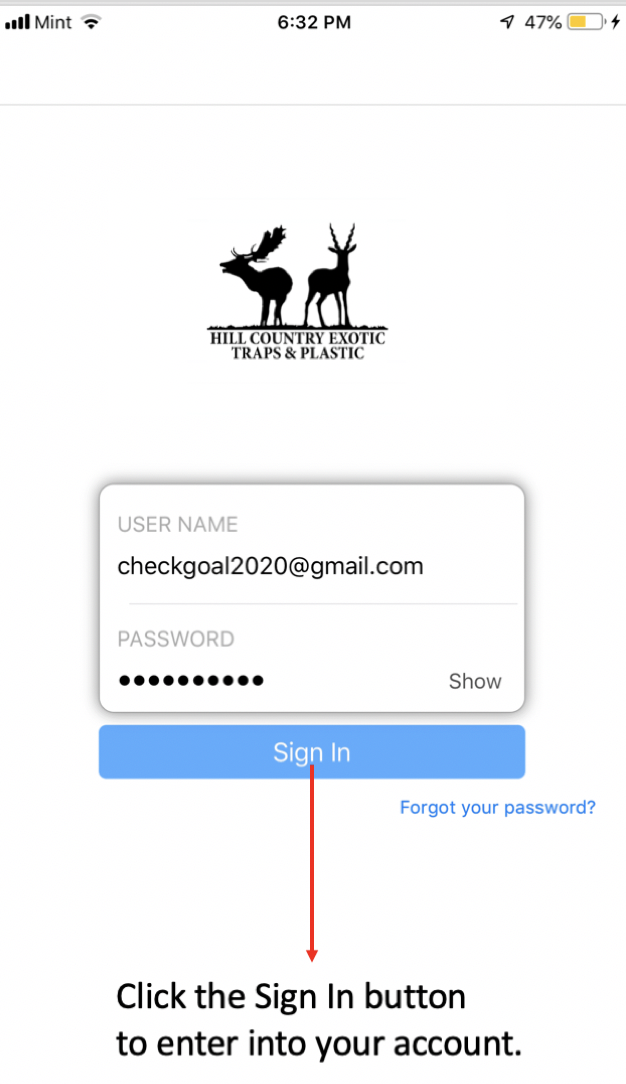 Mint 6:32 PM 47%
HILL COUNTRY EXOTIC
TRAPS & PLASTIC
USER NAME
checkgoal2020@gmail.com
PASSWORD
●●●●●●●●●● Show
Sign In
Forgot your password?
Click the Sign In button
to enter into your account.